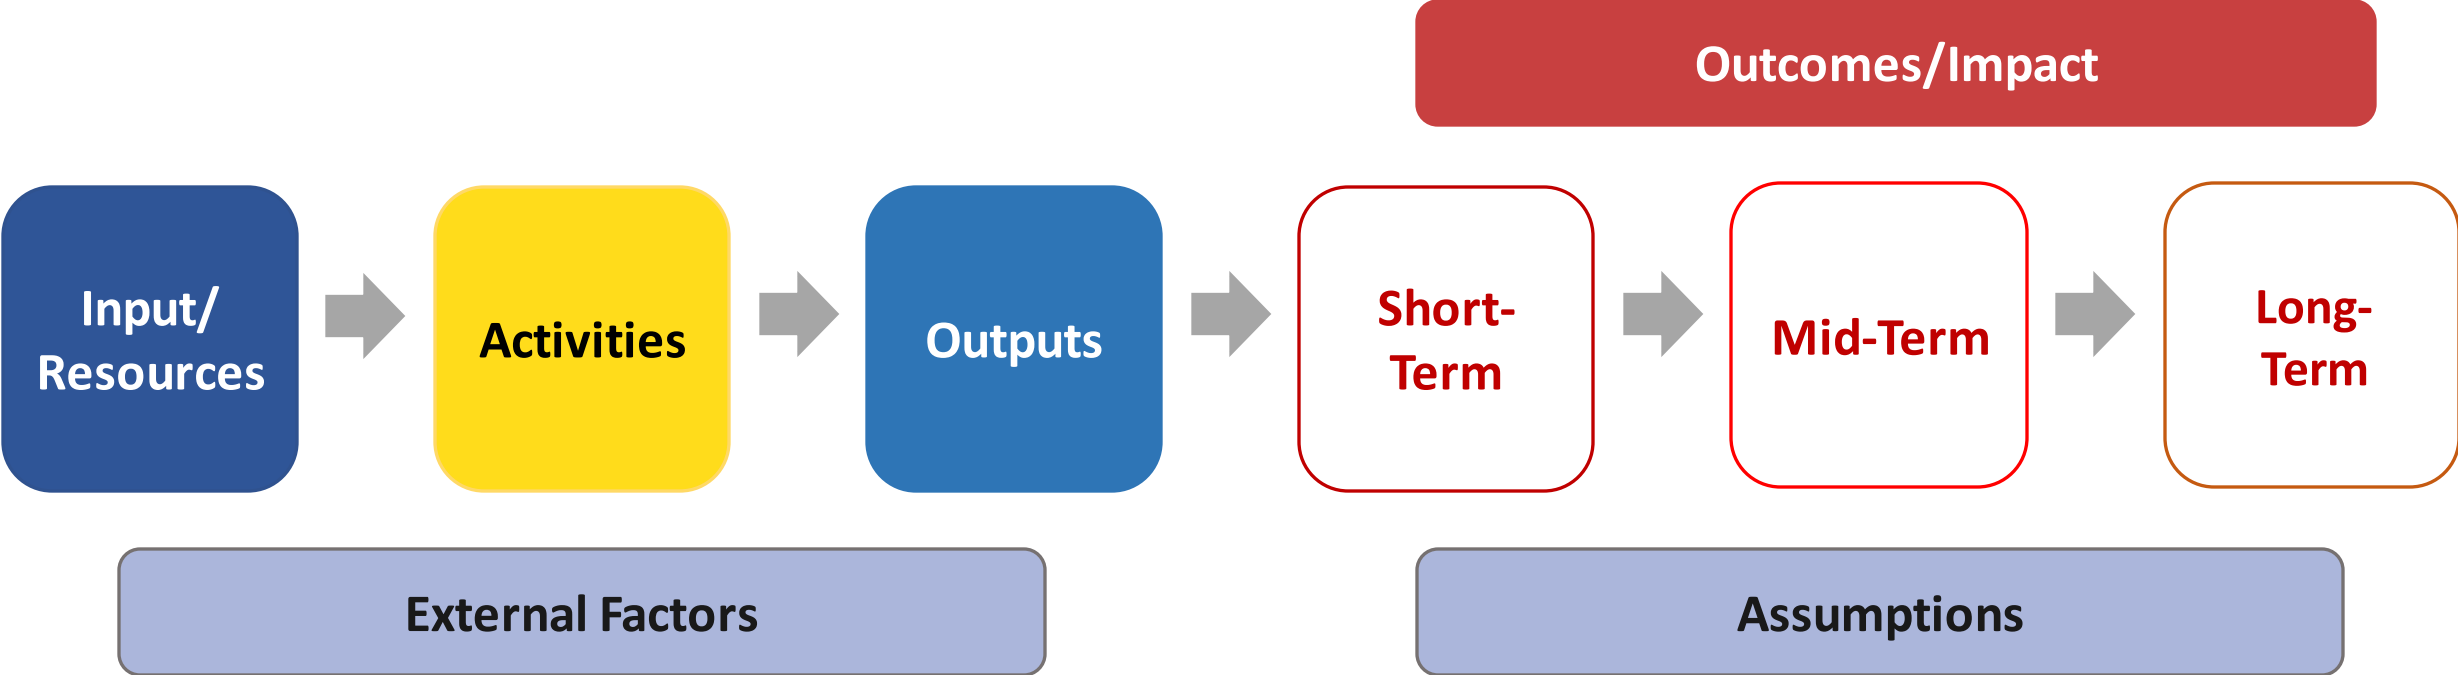 Outcomes/Impact
Input/
Resources
Activities
Outputs
Short-
Term
Mid-Term
Long-
Term
External Factors
Assumptions